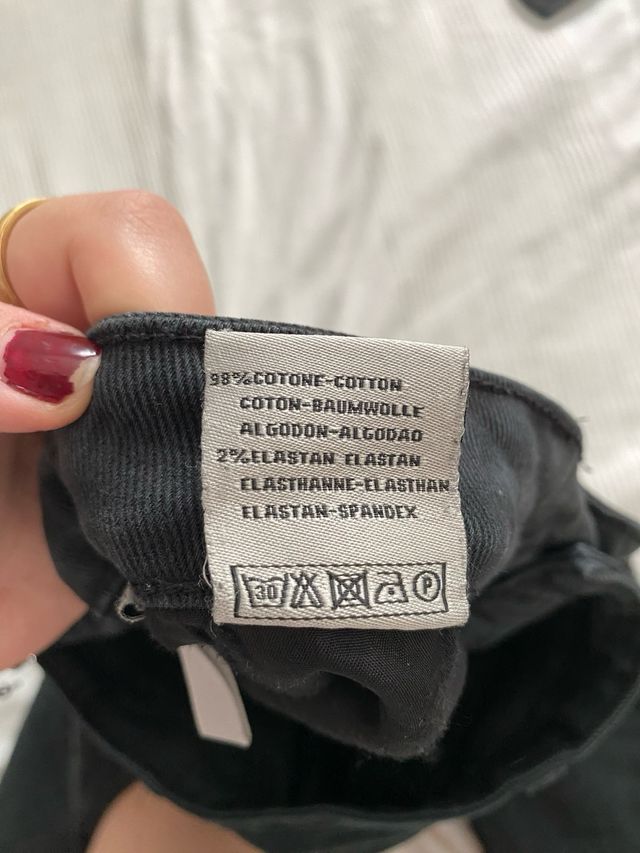 98%COTONE-COTTON
COTON-BAUMWOLLE
ALGODON-ALGODAO
2%ELASTAN ELASTAN
ELASTHANNE-ELASTHAN
ELASTAN-SPANDEX
30 P